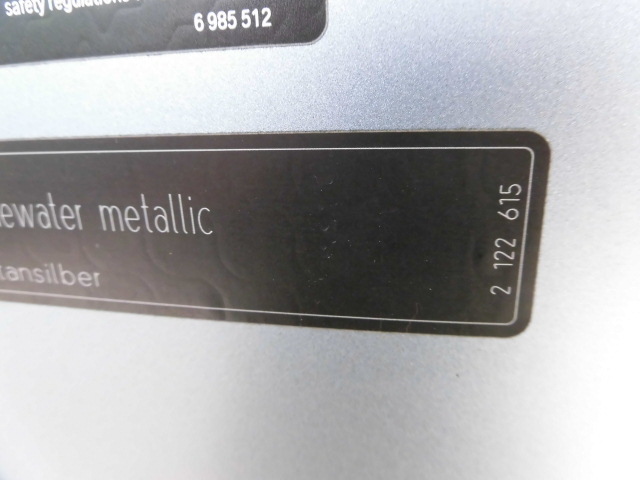 safety regulations
6 985 512
ewater metallic
ansilber
2 122 615